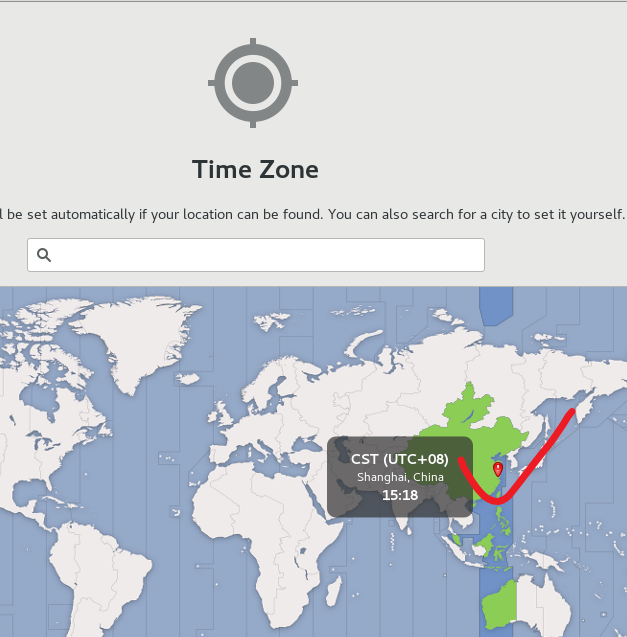 Time Zone
be set automatically if your location can be found. You can also search for a city to set it yourself.
CST (UTC+08)
Shanghai, China
15:18